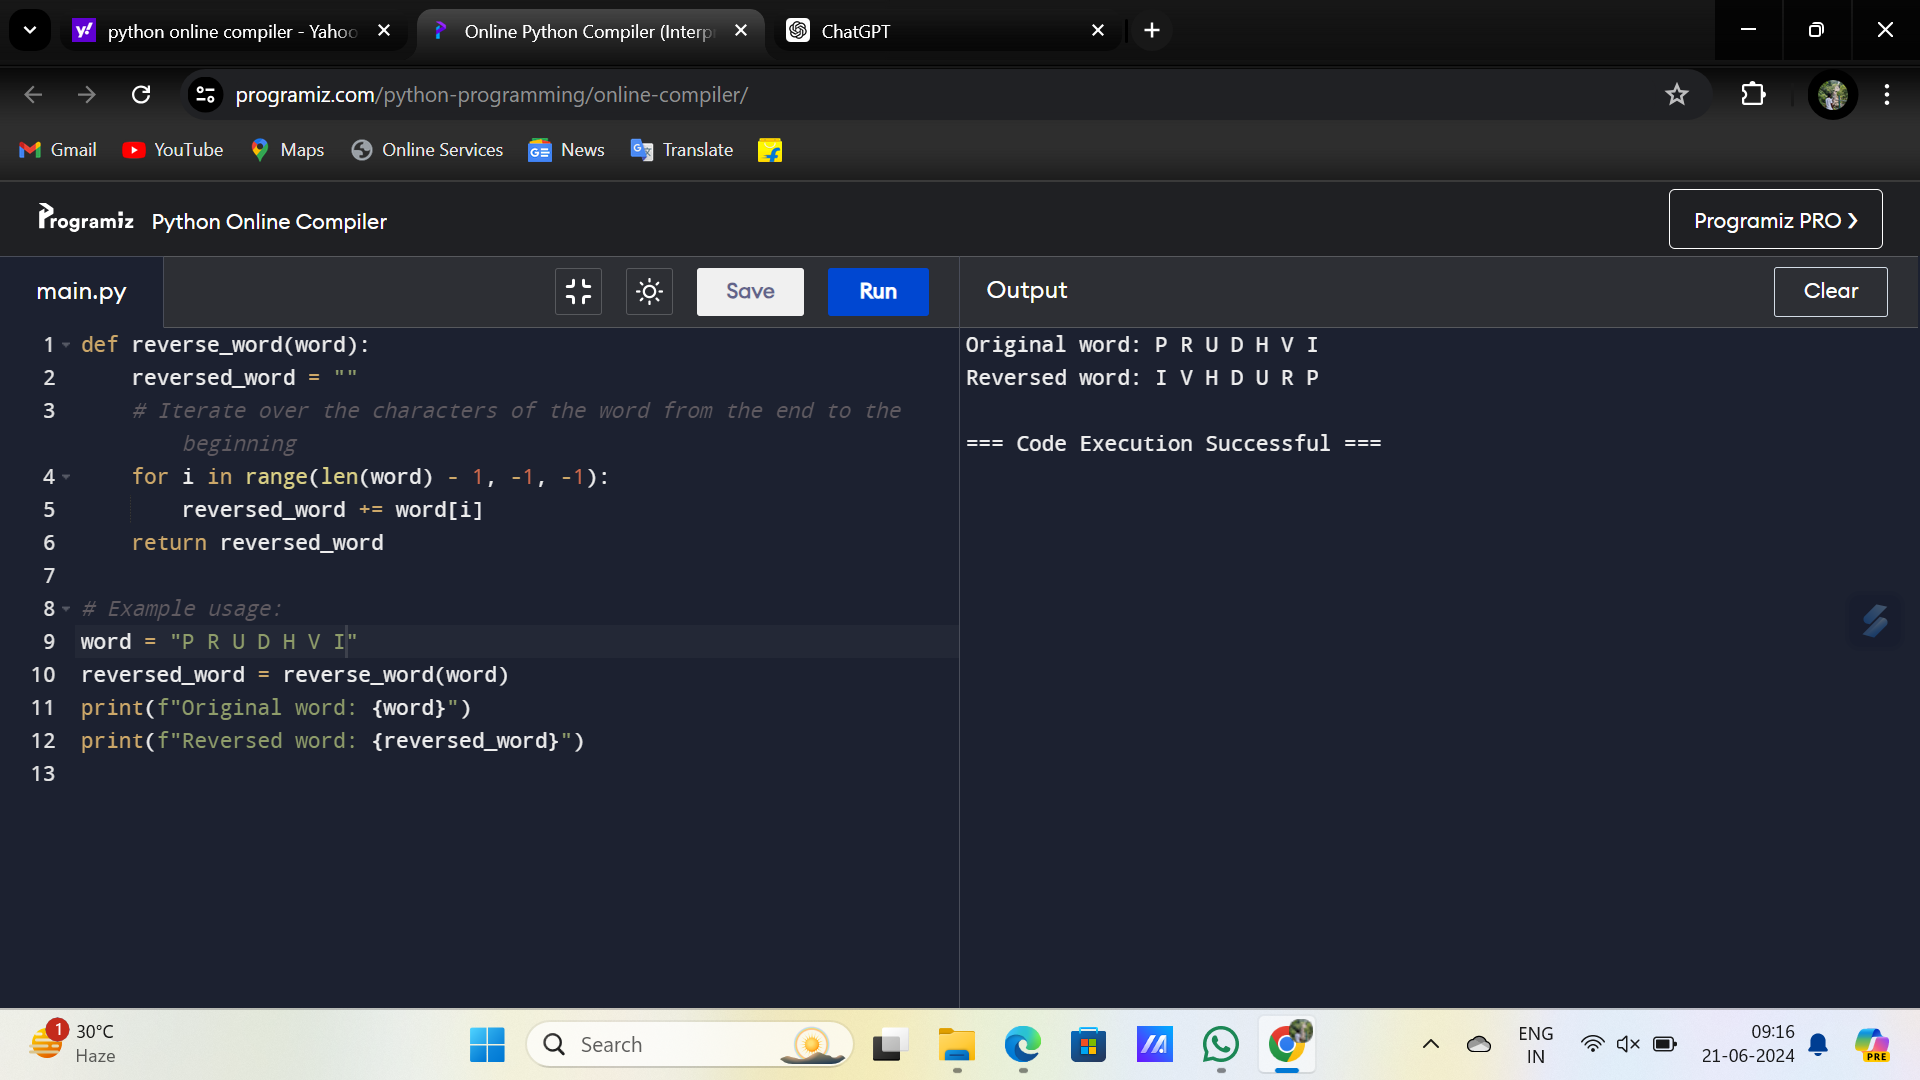 python online compiler - Yahoo
Online Python Compiler (Interp
ChatGPT
programiz.com/python-programming/online-compiler/
Gmail
YouTube
Maps
Online Services
News
Translate
Programiz Python Online Compiler
Programiz PRO
main.py
Save
Run
Output
Clear
1 def reverse_word(word):
2 reversed_word = ""
3 # Iterate over the characters of the word from the end to the
beginning
4 for i in range(len(word) - 1, -1, -1):
5 reversed_word += word[i]
6 return reversed_word
7
8 # Example usage:
9 word = "P R U D H V I"
10 reversed_word = reverse_word(word)
11 print(f"Original word: {word}")
12 print(f"Reversed word: {reversed_word}")
13
Original word: P R U D H V I
Reversed word: I V H D U R P
=== Code Execution Successful ===
1
30°C
Haze
Search
PRE
ENG
IN
09:16
21-06-2024